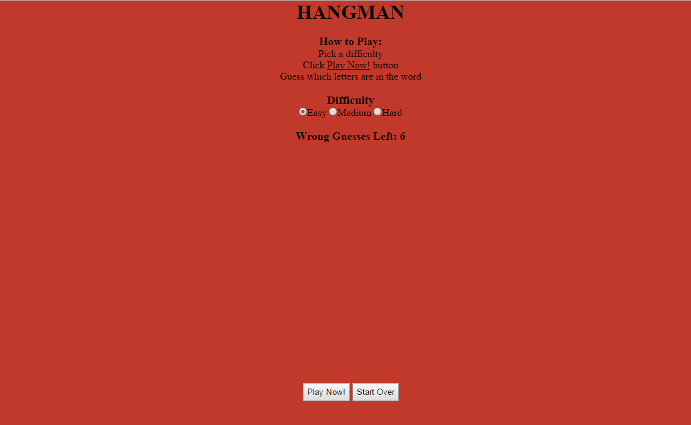 HANGMAN
How to Play:
Pick a difficulty
Click Play Now! button
Guess which letters are in the word
Difficulty
Easy Medium Hard
Wrong Guesses Left: 6
Play Now!! Start Over